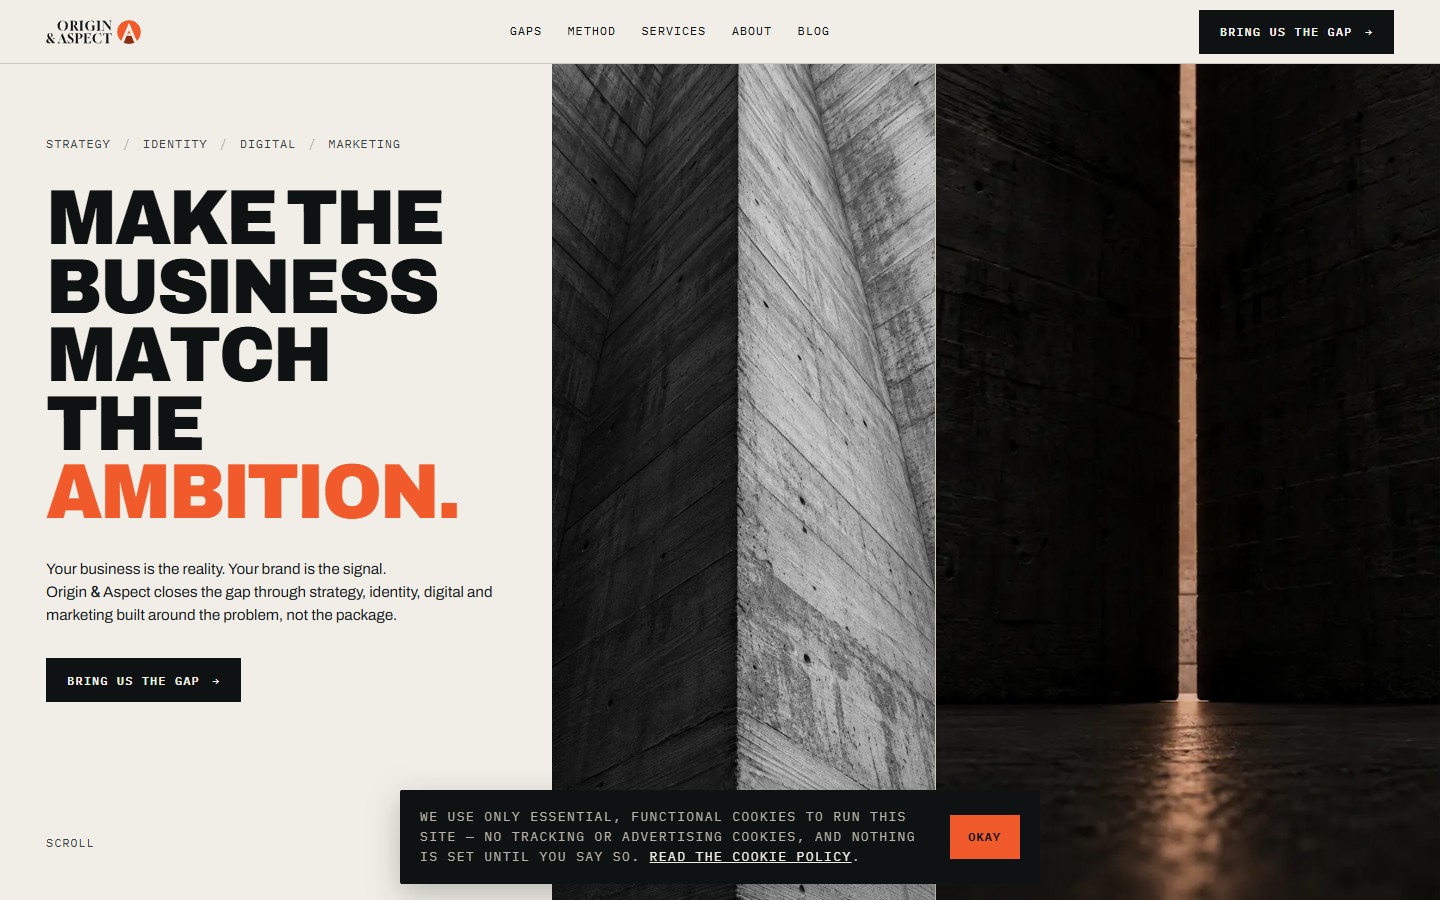 ORIGIN
& ASPECT
A
GAPS
METHOD
SERVICES
ABOUT
BLOG
BRING US THE GAP →
STRATEGY / IDENTITY / DIGITAL / MARKETING
MAKE THE
BUSINESS
MATCH
THE
AMBITION.
Your business is the reality. Your brand is the signal.
Origin & Aspect closes the gap through strategy, identity, digital and
marketing built around the problem, not the package.
BRING US THE GAP →
SCROLL
WE USE ONLY ESSENTIAL, FUNCTIONAL COOKIES TO RUN THIS
SITE — NO TRACKING OR ADVERTISING COOKIES, AND NOTHING
IS SET UNTIL YOU SAY SO. READ THE COOKIE POLICY.
OKAY